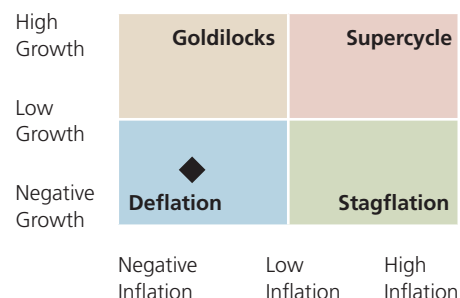 High
Growth
Goldilocks
Supercycle
Low
Growth
Negative
Growth
Deflation
Stagflation
Negative
Inflation
Low
Inflation
High
Inflation